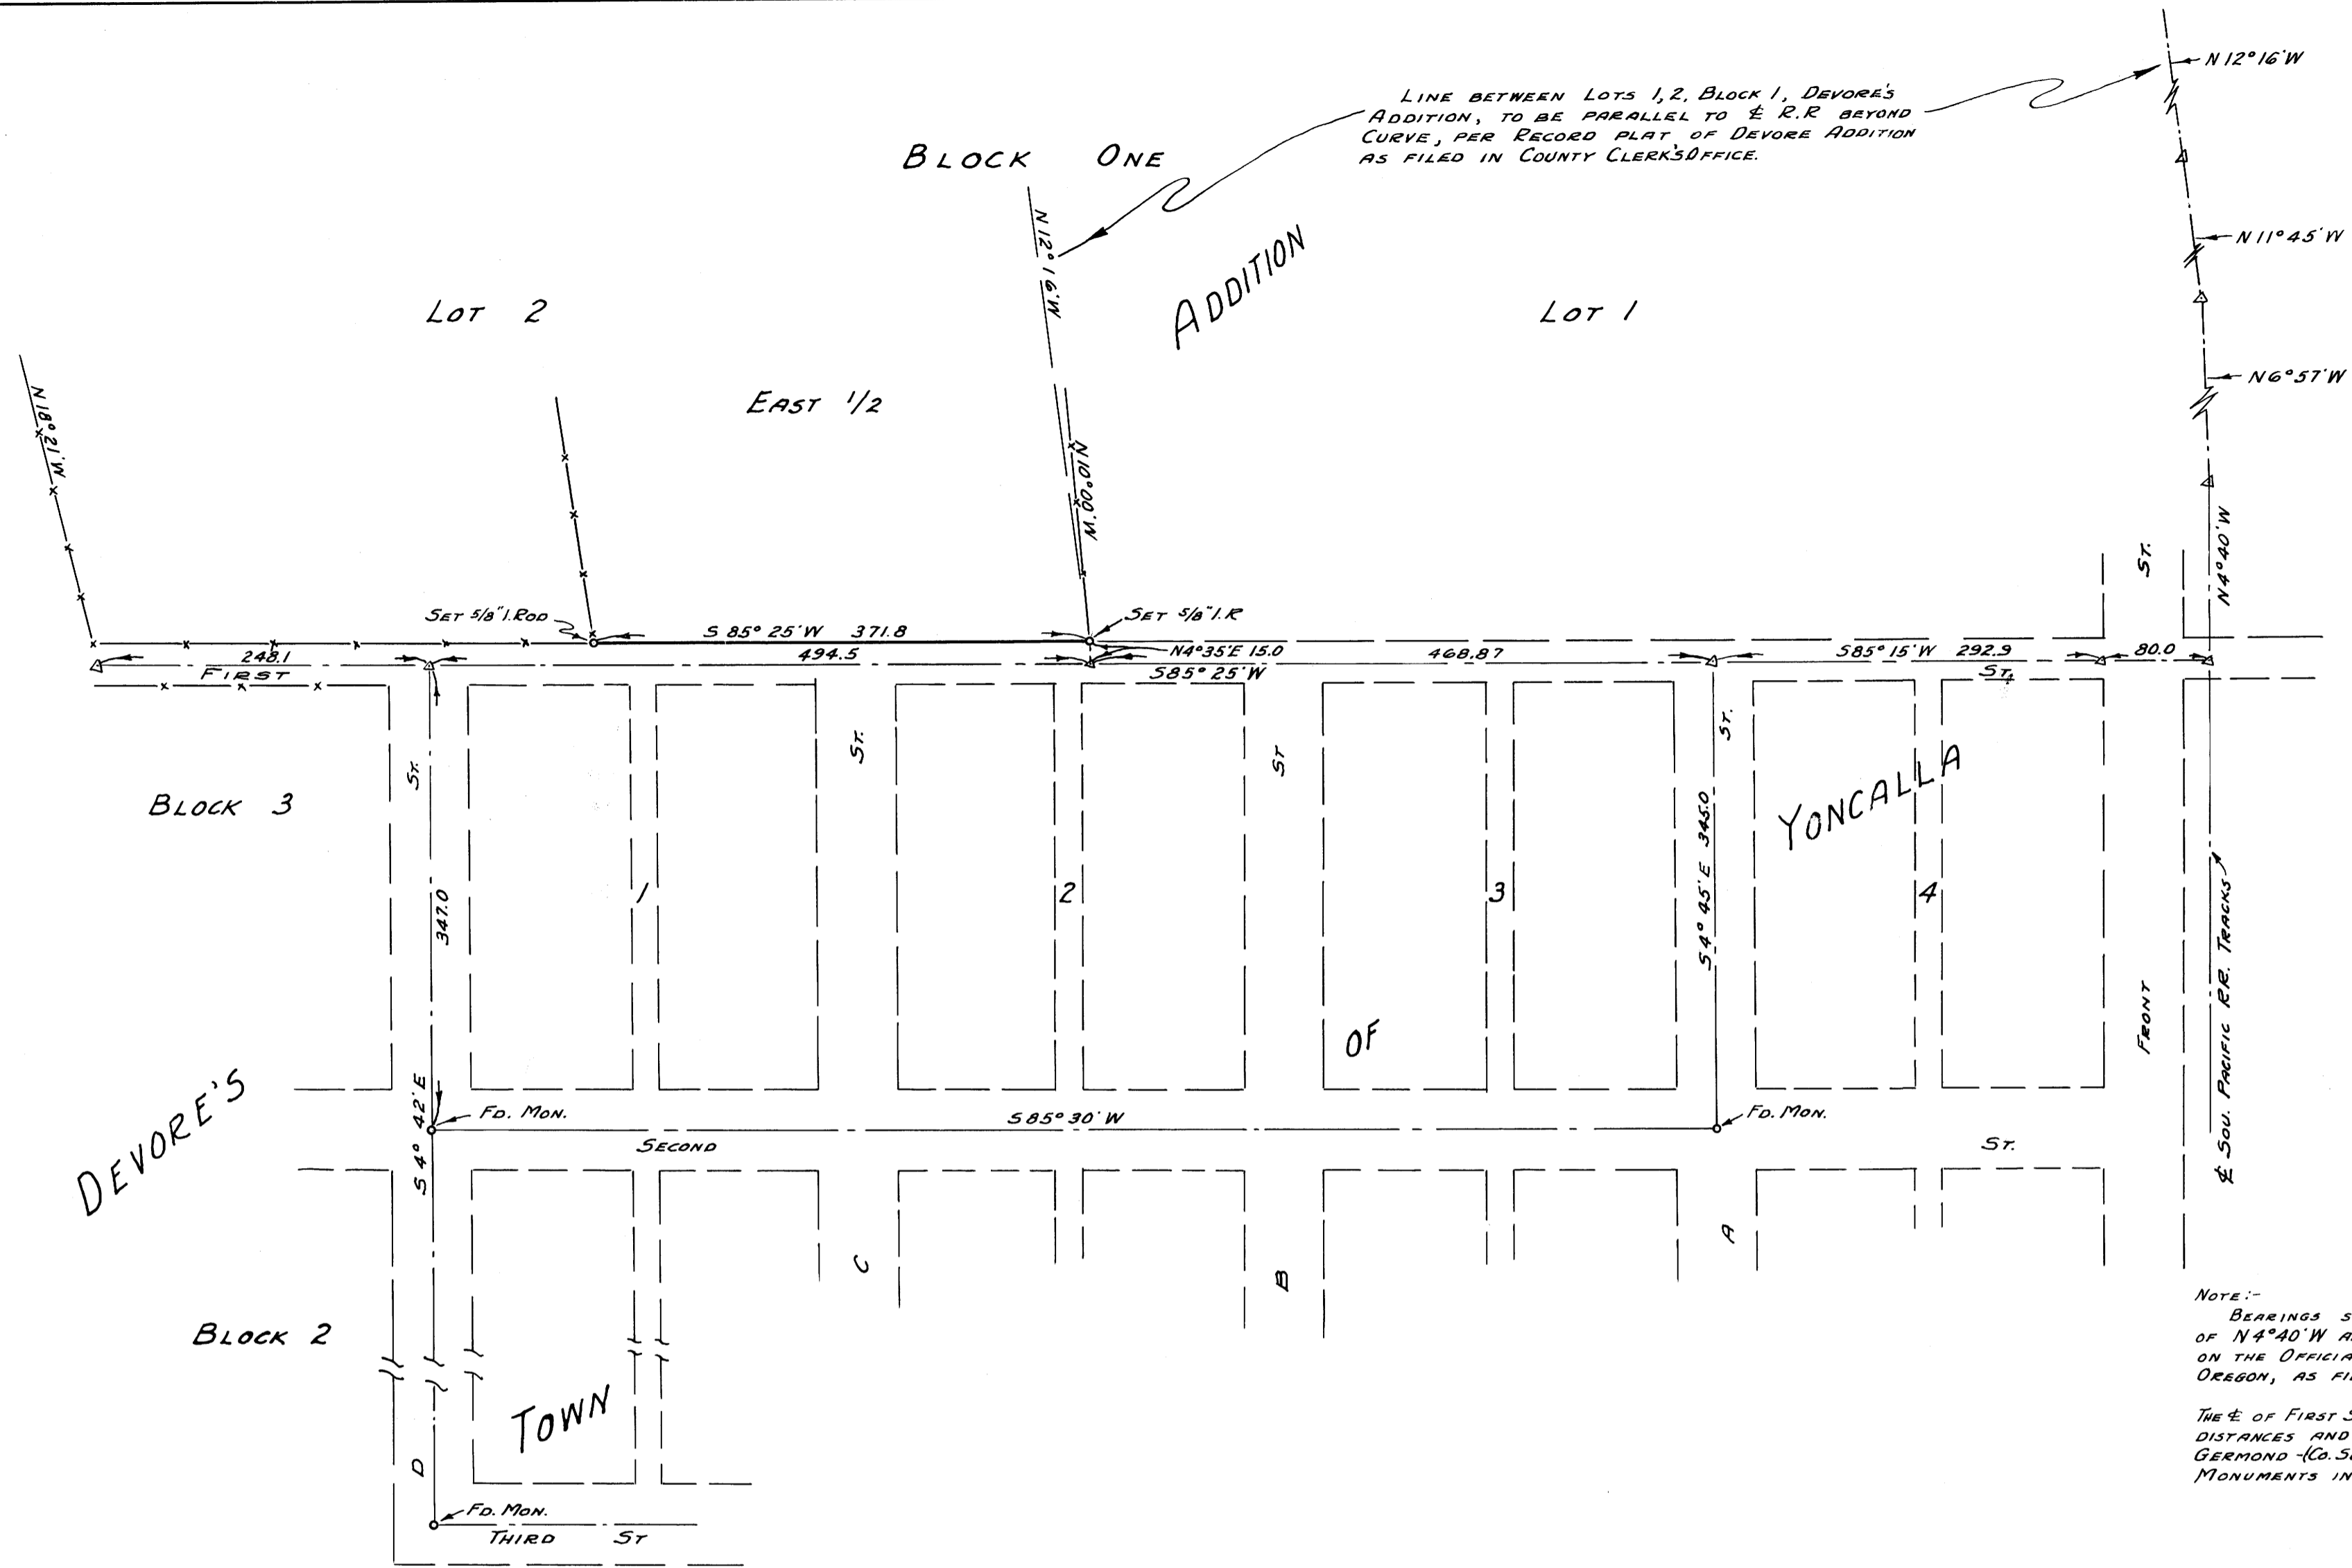 N 12° 16' W
LINE BETWEEN LOTS 1, 2, BLOCK 1, DEVORE'S
ADDITION, TO BE PARALLEL TO ℄ R.R BEYOND
CURVE, PER RECORD PLAT OF DEVORE ADDITION
AS FILED IN COUNTY CLERK'S OFFICE.
BLOCK ONE
N 12° 16' W
N 11° 45' W
ADDITION
LOT 2
LOT 1
N 6° 57' W
EAST 1/2
N 18° 21' W
N 10° 00' W
N 4° 40' W
ST.
SET 5/8" I. ROD
SET 5/8" I.R
S 85° 25' W 371.8
248.1
494.5
N 4° 35' E 15.0
468.87
S 85° 15' W 292.9
80.0
FIRST
S 85° 25' W
ST.
ST.
ST.
ST
ST.
BLOCK 3
YONCALLA
347.0
1
2
3
S 4° 45' E 345.0
4
℄ SOU. PACIFIC RR. TRACKS
FRONT
OF
DEVORE'S
S 4° 42' E
FD. MON.
S 85° 30' W
FD. MON.
SECOND
ST.
C
B
A
BLOCK 2
TOWN
D
FD. MON.
THIRD ST
NOTE:-
BEARINGS S
OF N 4° 40' W A
ON THE OFFICIA
OREGON, AS FI
THE ℄ OF FIRST S
DISTANCES AND
GERMOND -(CO. S
MONUMENTS IN